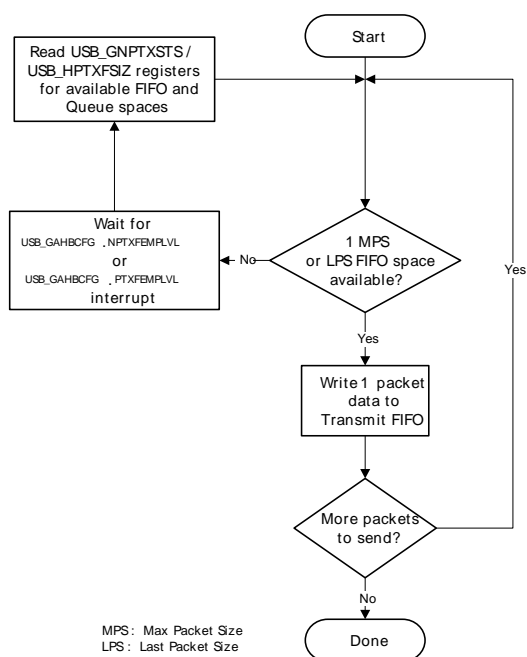 Start
Read USB_GNPTXSTS /
USB_HPTXFSIZ registers
for available FIFO and
Queue spaces
Wait for
USB_GAHBCFG . NPTXFEMPLVL
or
USB_GAHBCFG . PTXFEMPLVL
interrupt
No
1 MPS
or LPS FIFO space
available?
Yes
Yes
Write 1 packet
data to
Transmit FIFO
More packets
to send?
No
MPS : Max Packet Size
LPS : Last Packet Size
Done